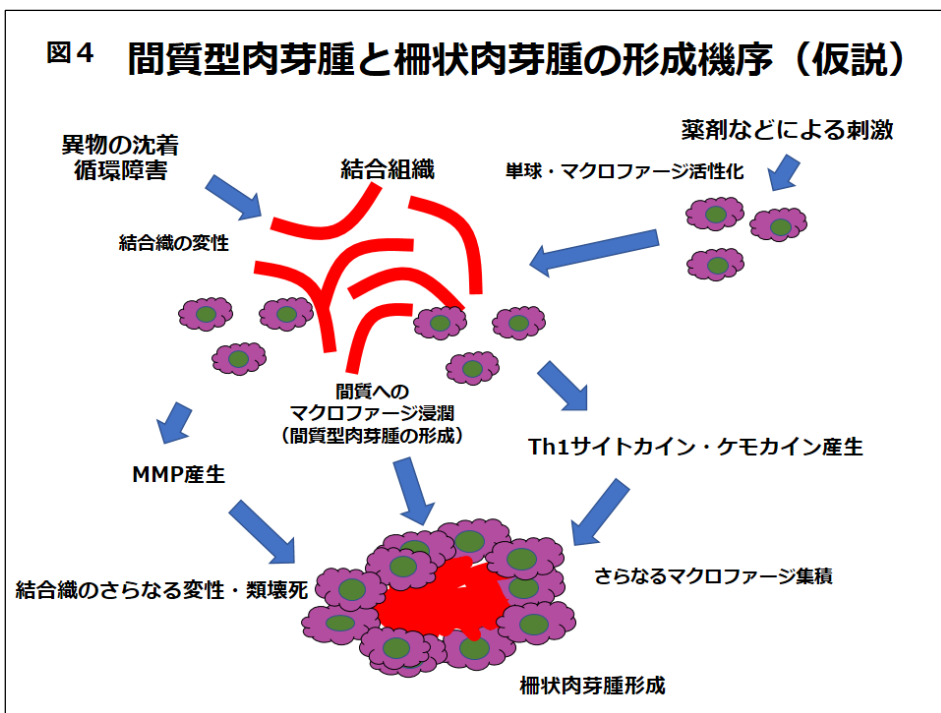 図４　間質型肉芽腫と柵状肉芽腫の形成機序（仮説）
異物の沈着
循環障害
結合組織
薬剤などによる刺激
単球・マクロファージ活性化
結合織の変性
間質への
マクロファージ浸潤
（間質型肉芽腫の形成）
MMP産生
Th1サイトカイン・ケモカイン産生
結合織のさらなる変性・類壊死
さらなるマクロファージ集積
柵状肉芽腫形成